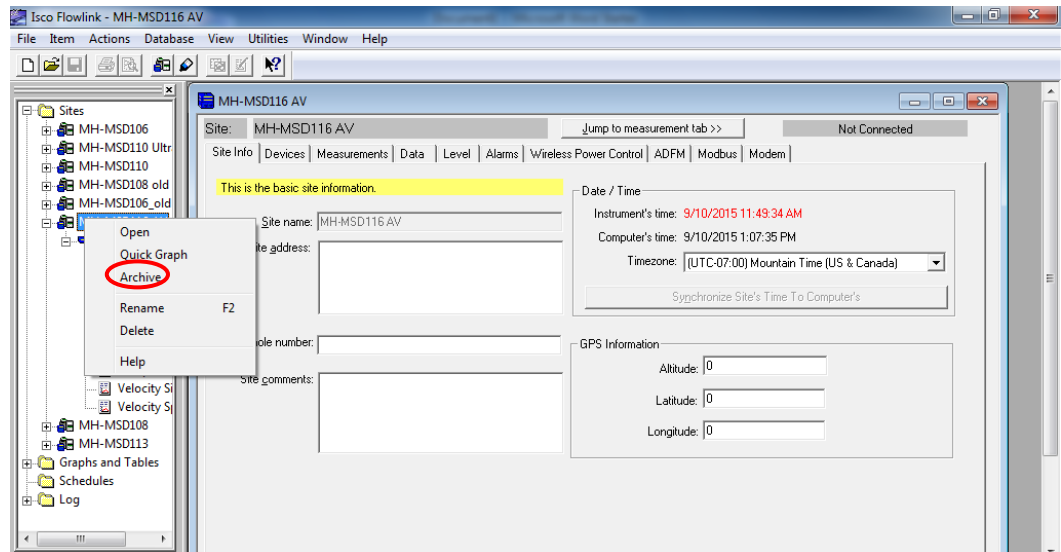 Isco Flowlink - MH-MSD116 AV
File Item Actions Database View Utilities Window Help
Sites
MH-MSD106
MH-MSD110 Ultr
MH-MSD110
MH-MSD108 old
MH-MSD106_old
Open
Quick Graph
Archive
Rename F2
Delete
Help
Velocity Si
Velocity Sp
MH-MSD108
MH-MSD113
Graphs and Tables
Schedules
Log
MH-MSD116 AV
Site: MH-MSD116 AV Jump to measurement tab >> Not Connected
Site Info Devices Measurements Data Level Alarms Wireless Power Control ADFM Modbus Modem
This is the basic site information.
Site name: MH-MSD116 AV
ite address:
ole number:
Site comments:
Date / Time
Instrument's time: 9/10/2015 11:49:34 AM
Computer's time: 9/10/2015 1:07:35 PM
Timezone: (UTC-07:00) Mountain Time (US & Canada)
Synchronize Site's Time To Computer's
GPS Information
Altitude: 0
Latitude: 0
Longitude: 0